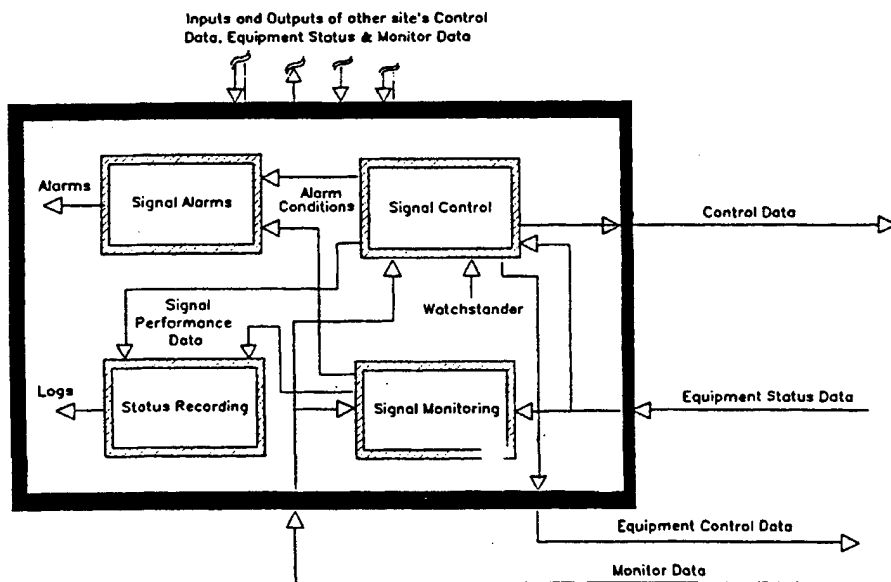 Inputs and Outputs of other site's Control
Data, Equipment Status & Monitor Data
Alarms
Signal Alarms
Alarm
Conditions
Signal Control
Control Data
Signal
Performance
Data
Watchstander
Logs
Status Recording
Signal Monitoring
Equipment Status Data
Equipment Control Data
Monitor Data